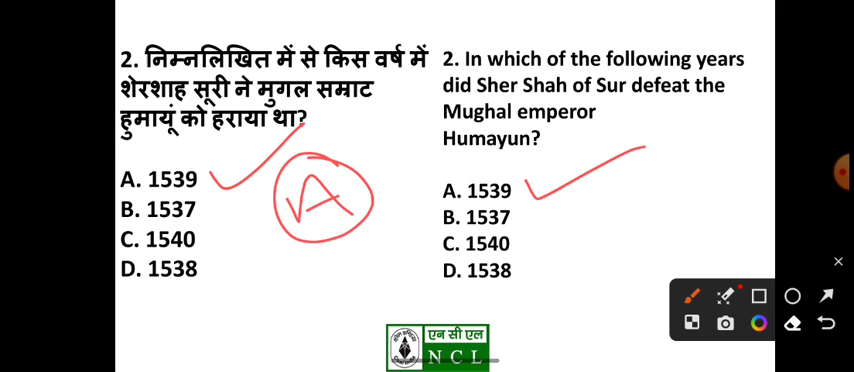 2. निम्नलिखित में से किस वर्ष में
शेरशाह सूरी ने मुगल सम्राट
हुमायूं को हराया था?
A. 1539
B. 1537
C. 1540
D. 1538
A
2. In which of the following years
did Sher Shah of Sur defeat the
Mughal emperor
Humayun?
A. 1539
B. 1537
C. 1540
D. 1538
एन सी एल
N C L